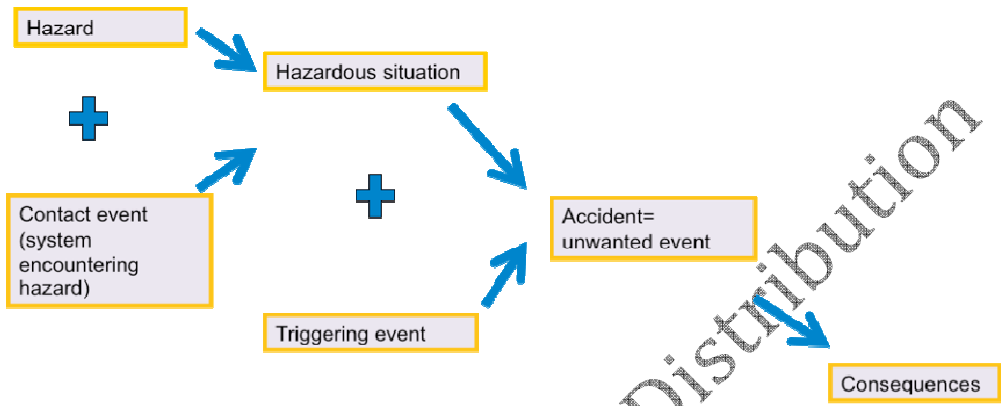 Hazard
Hazardous situation
Contact event
(system
encountering
hazard)
Accident=
unwanted event
Triggering event
Consequences
Distribution